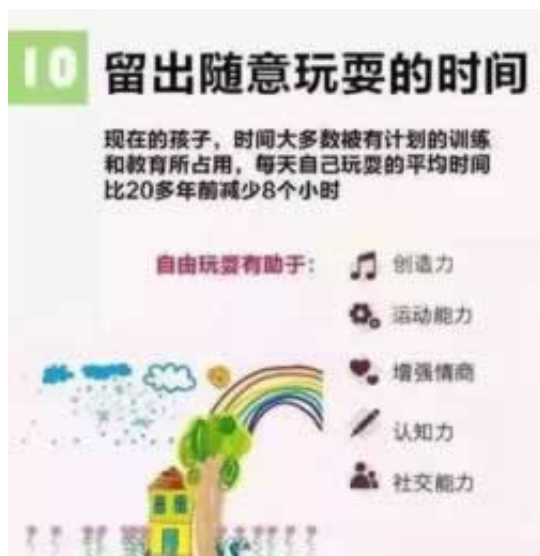 10
留出随意玩耍的时间
现在的孩子，时间大多数被有计划的训练
和教育所占用，每天自己玩耍的平均时间
比20多年前减少8个小时
自由玩耍有助于：
创造力
运动能力
增强情商
认知力
社交能力